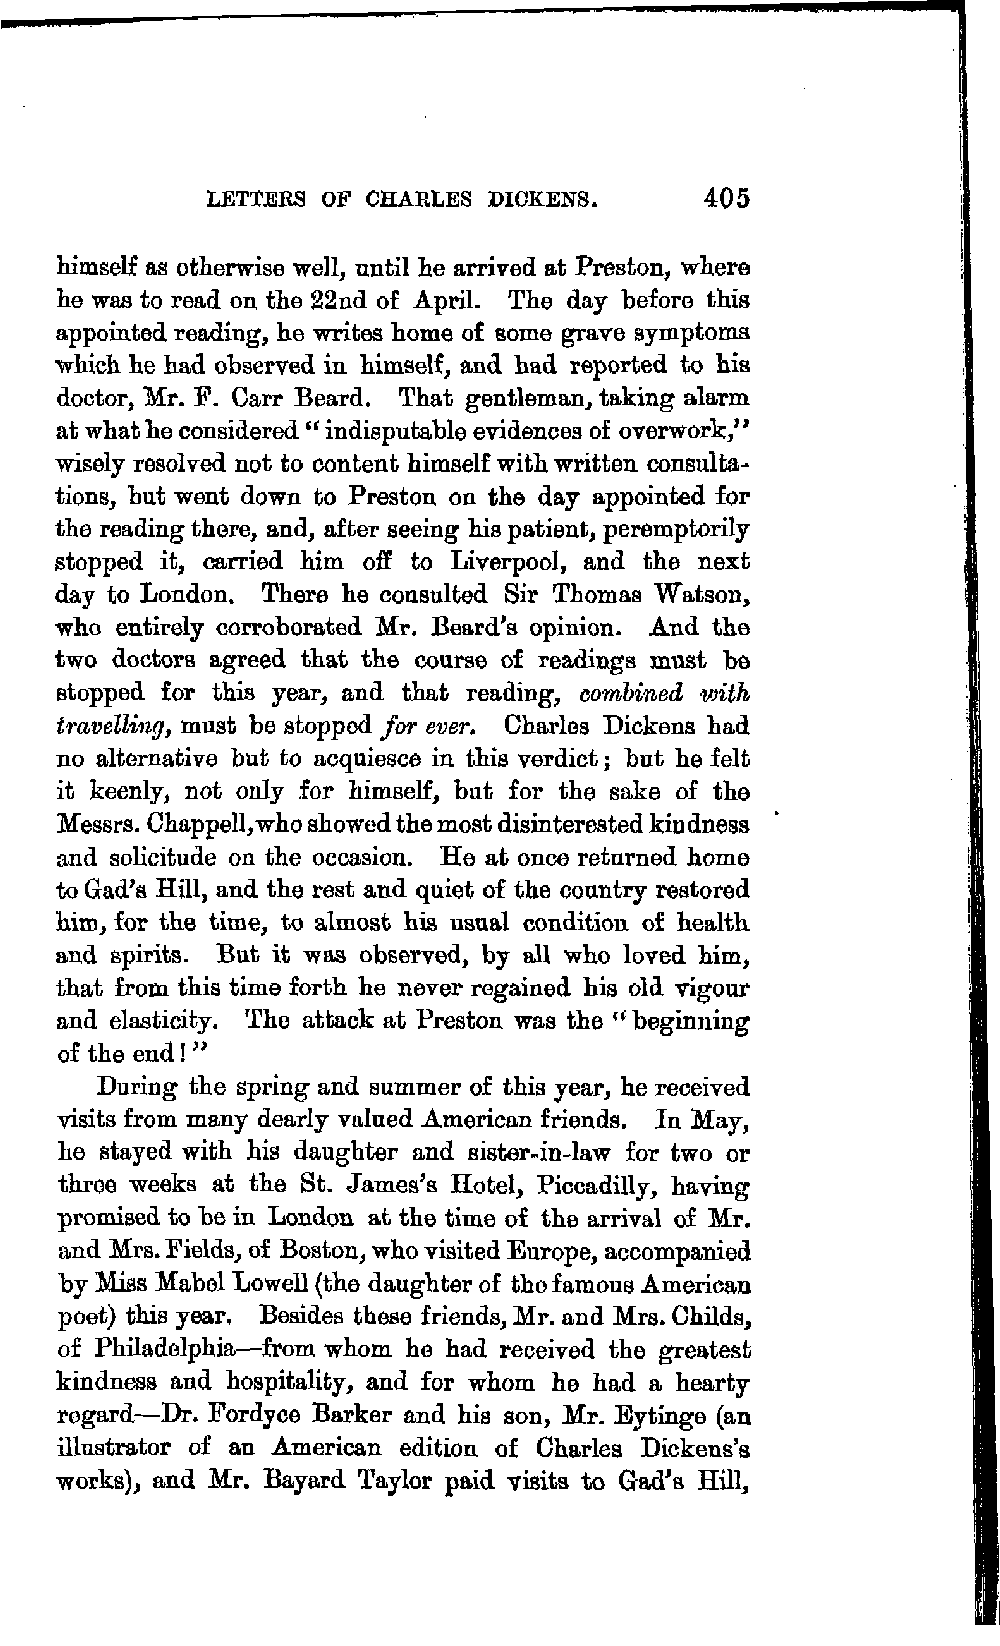 LETTERS OF CHARLES DICKENS. 405
himself as otherwise well, until he arrived at Preston, where
he was to read on the 22nd of April. The day before this
appointed reading, he writes home of some grave symptoms
which he had observed in himself, and had reported to his
doctor, Mr. F. Carr Beard. That gentleman, taking alarm
at what he considered “indisputable evidences of overwork,”
wisely resolved not to content himself with written consulta-
tions, but went down to Preston on the day appointed for
the reading there, and, after seeing his patient, peremptorily
stopped it, carried him off to Liverpool, and the next
day to London. There he consulted Sir Thomas Watson,
who entirely corroborated Mr. Beard's opinion. And the
two doctors agreed that the course of readings must be
stopped for this year, and that reading, combined with
travelling, must be stopped for ever. Charles Dickens had
no alternative but to acquiesce in this verdict; but he felt
it keenly, not only for himself, but for the sake of the
Messrs. Chappell, who showed the most disinterested kindness
and solicitude on the occasion. He at once returned home
to Gad's Hill, and the rest and quiet of the country restored
him, for the time, to almost his usual condition of health
and spirits. But it was observed, by all who loved him,
that from this time forth he never regained his old vigour
and elasticity. The attack at Preston was the “beginning
of the end!”
During the spring and summer of this year, he received
visits from many dearly valued American friends. In May,
he stayed with his daughter and sister-in-law for two or
three weeks at the St. James's Hotel, Piccadilly, having
promised to be in London at the time of the arrival of Mr.
and Mrs. Fields, of Boston, who visited Europe, accompanied
by Miss Mabel Lowell (the daughter of the famous American
poet) this year. Besides these friends, Mr. and Mrs. Childs,
of Philadelphia—from whom he had received the greatest
kindness and hospitality, and for whom he had a hearty
regard—Dr. Fordyce Barker and his son, Mr. Eytinge (an
illustrator of an American edition of Charles Dickens's
works), and Mr. Bayard Taylor paid visits to Gad's Hill,